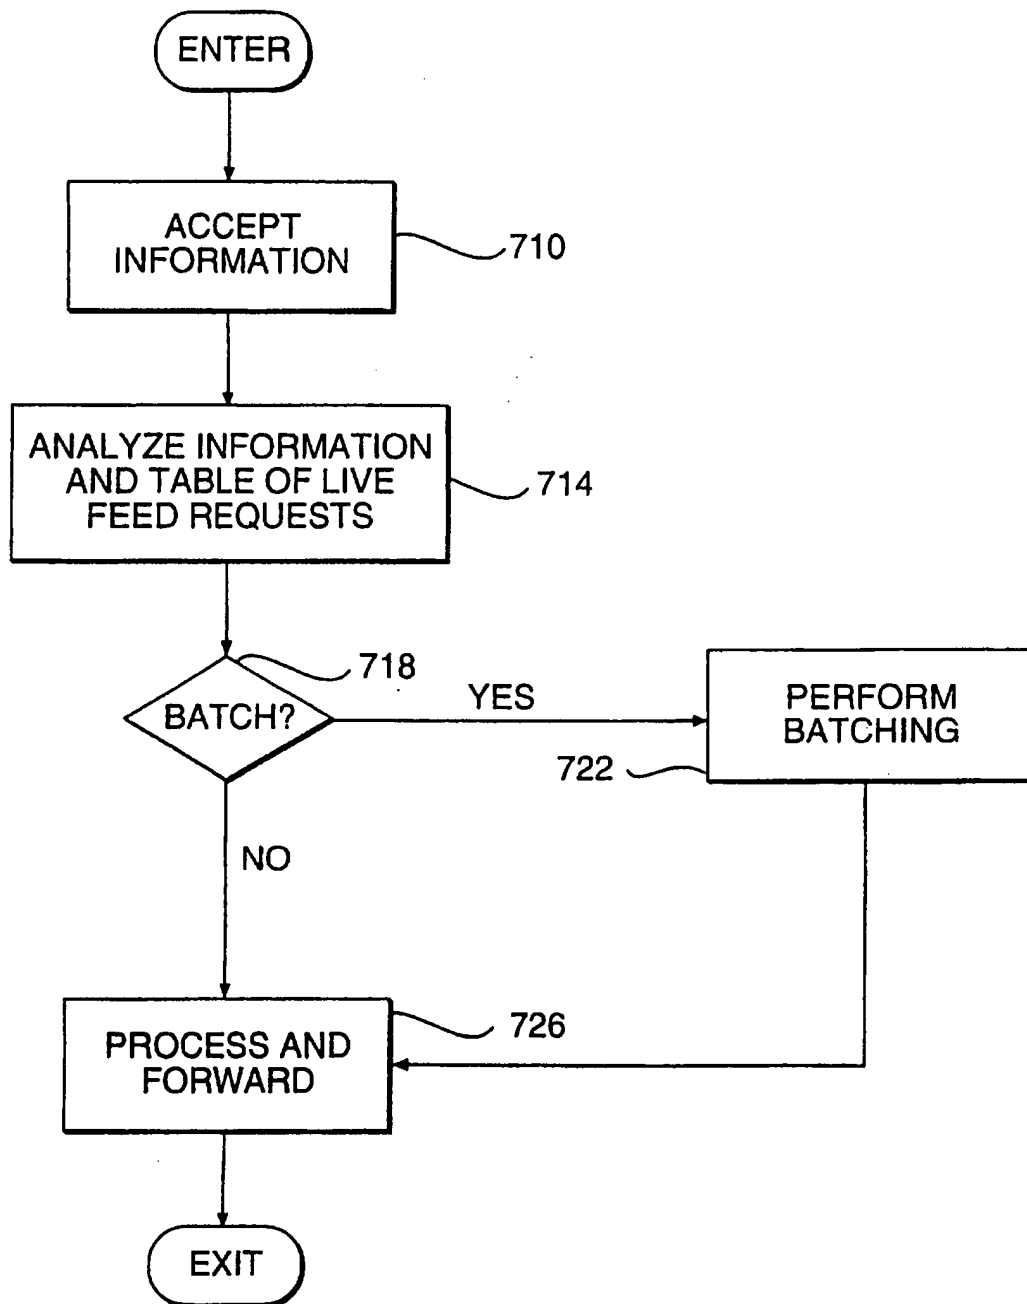 ENTER
ACCEPT
INFORMATION
710
ANALYZE INFORMATION
AND TABLE OF LIVE
FEED REQUESTS
714
718
BATCH?
YES
PERFORM
BATCHING
722
NO
726
PROCESS AND
FORWARD
EXIT